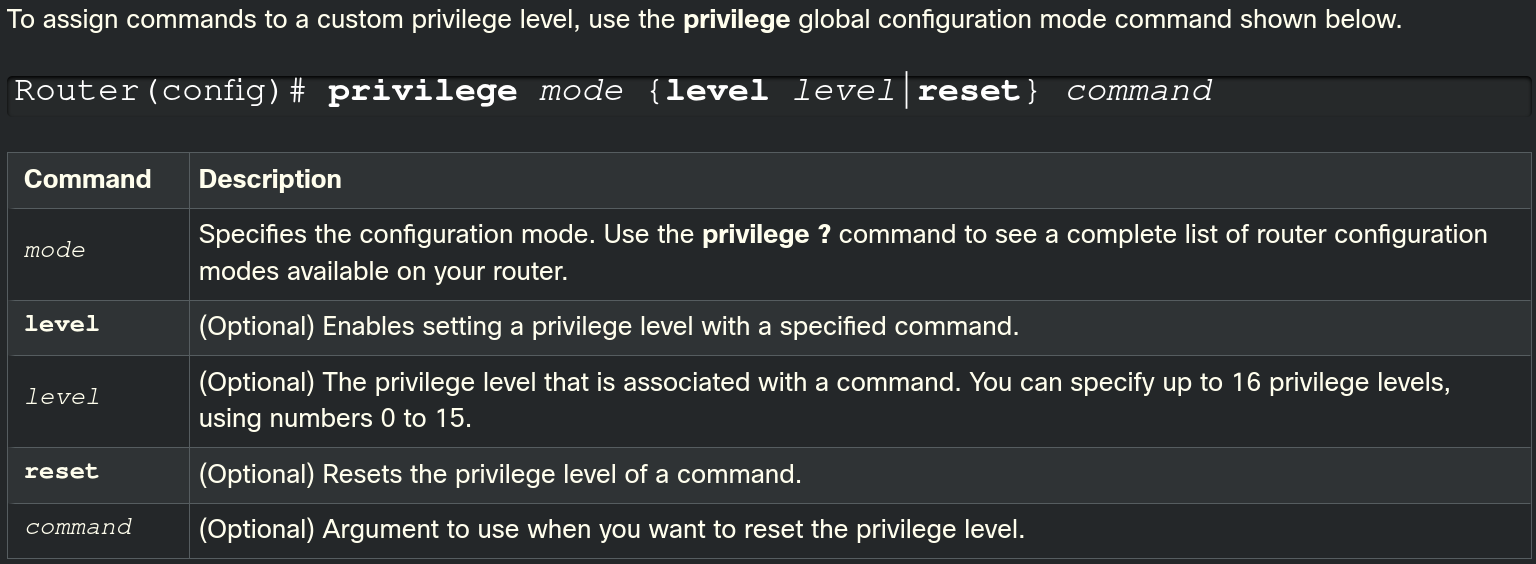 To assign commands to a custom privilege level, use the privilege global configuration mode command shown below.
Router(config)# privilege mode {level level|reset} command
Command Description
mode Specifies the configuration mode. Use the privilege ? command to see a complete list of router configuration
modes available on your router.
level (Optional) Enables setting a privilege level with a specified command.
level (Optional) The privilege level that is associated with a command. You can specify up to 16 privilege levels,
using numbers 0 to 15.
reset (Optional) Resets the privilege level of a command.
command (Optional) Argument to use when you want to reset the privilege level.